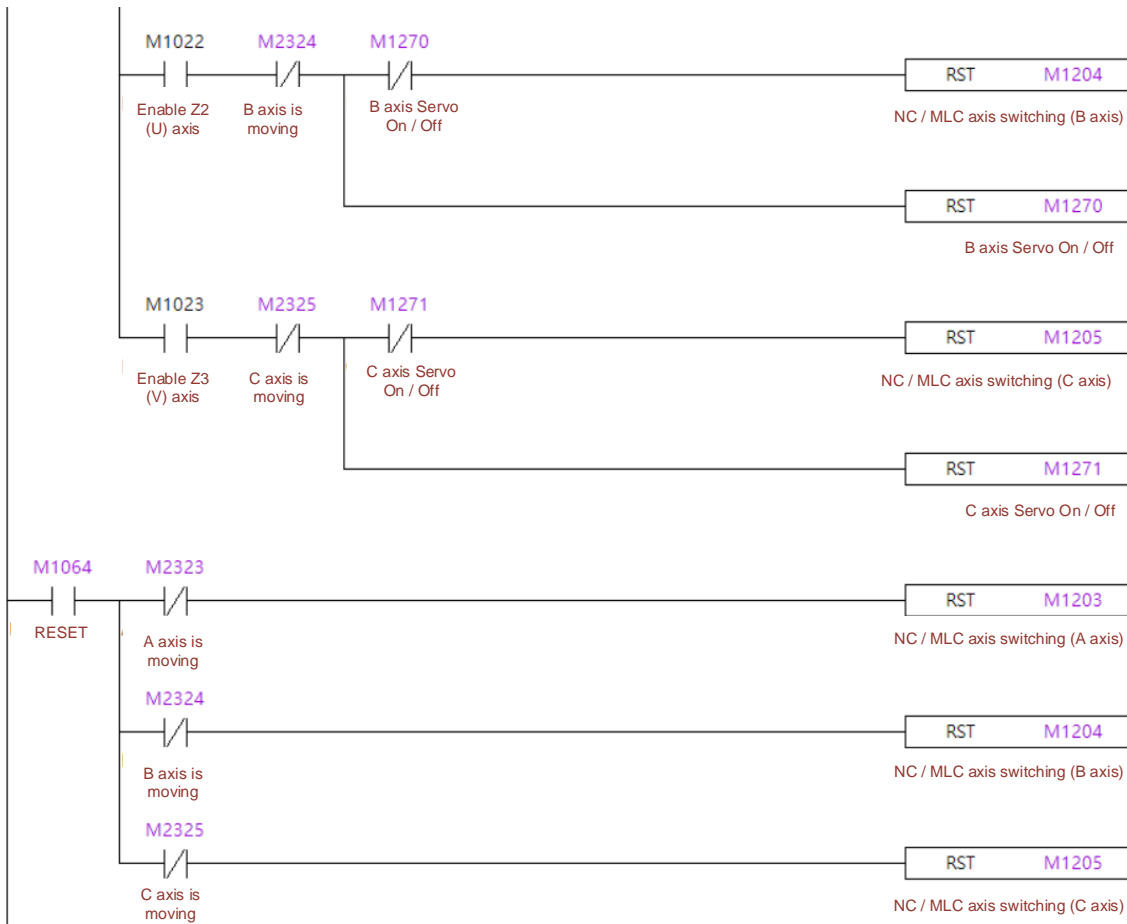 M1022 M2324 M1270
RST M1204
Enable Z2 B axis is B axis Servo
(U) axis moving On / Off
NC / MLC axis switching (B axis)
RST M1270
B axis Servo On / Off
M1023 M2325 M1271
RST M1205
Enable Z3 C axis is C axis Servo
(V) axis moving On / Off
NC / MLC axis switching (C axis)
RST M1271
C axis Servo On / Off
M1064 M2323
RST M1203
RESET A axis is
moving
NC / MLC axis switching (A axis)
M2324
RST M1204
B axis is
moving
NC / MLC axis switching (B axis)
M2325
RST M1205
C axis is
moving
NC / MLC axis switching (C axis)